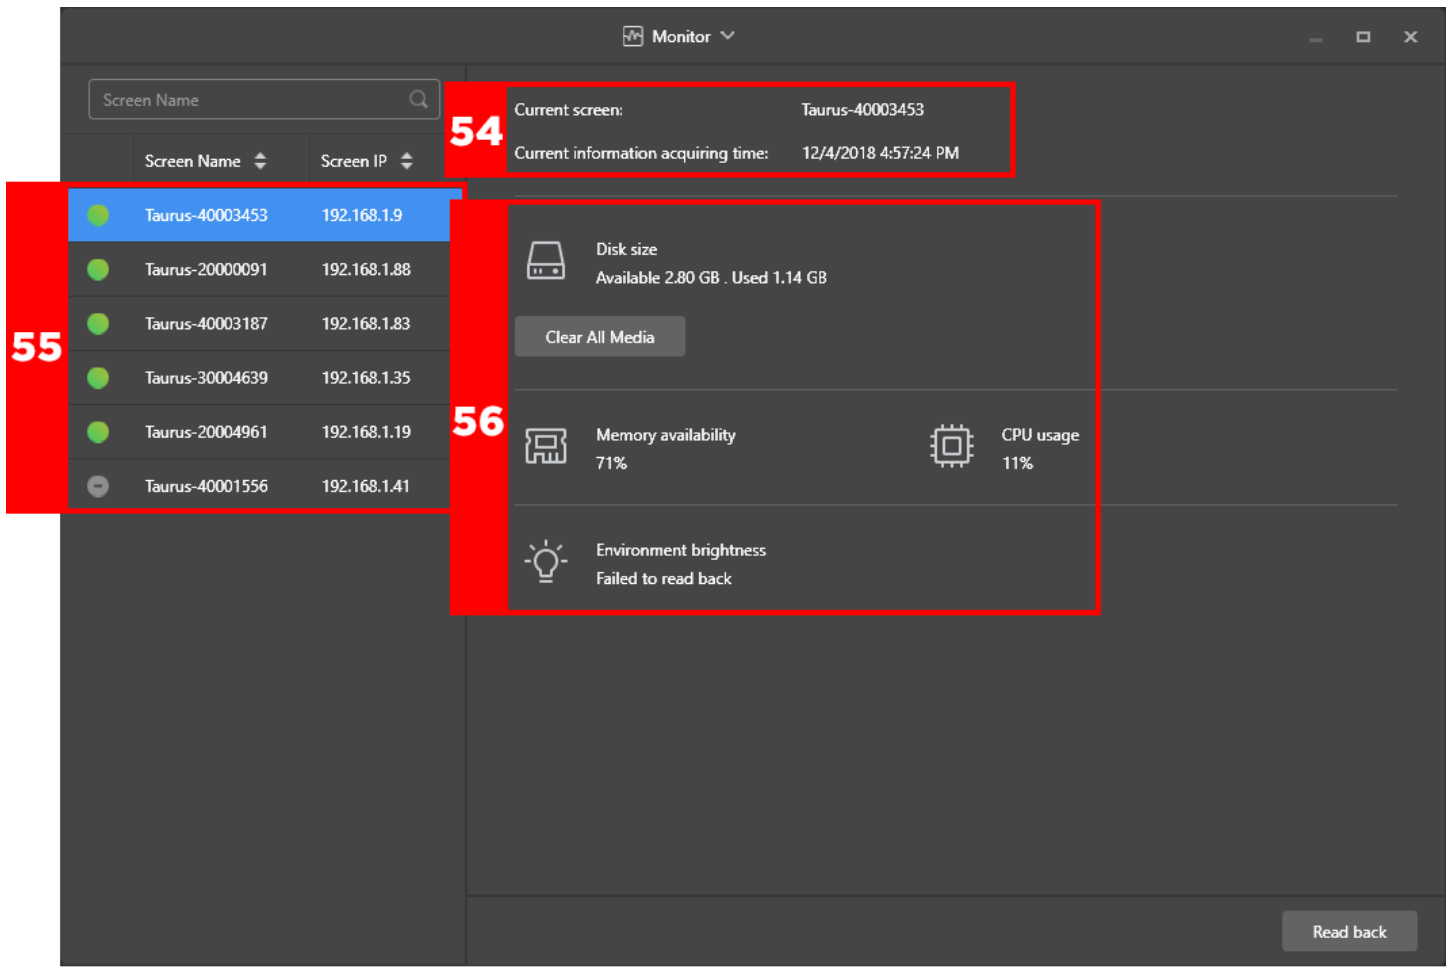 Monitor
Screen Name
54
Current screen: Taurus-40003453
Current information acquiring time: 12/4/2018 4:57:24 PM
Screen Name Screen IP
55
Taurus-40003453 192.168.1.9
Taurus-20000091 192.168.1.88
Taurus-40003187 192.168.1.83
Taurus-30004639 192.168.1.35
Taurus-20004961 192.168.1.19
Taurus-40001556 192.168.1.41
56
Disk size
Available 2.80 GB . Used 1.14 GB
Clear All Media
Memory availability
71%
CPU usage
11%
Environment brightness
Failed to read back
Read back